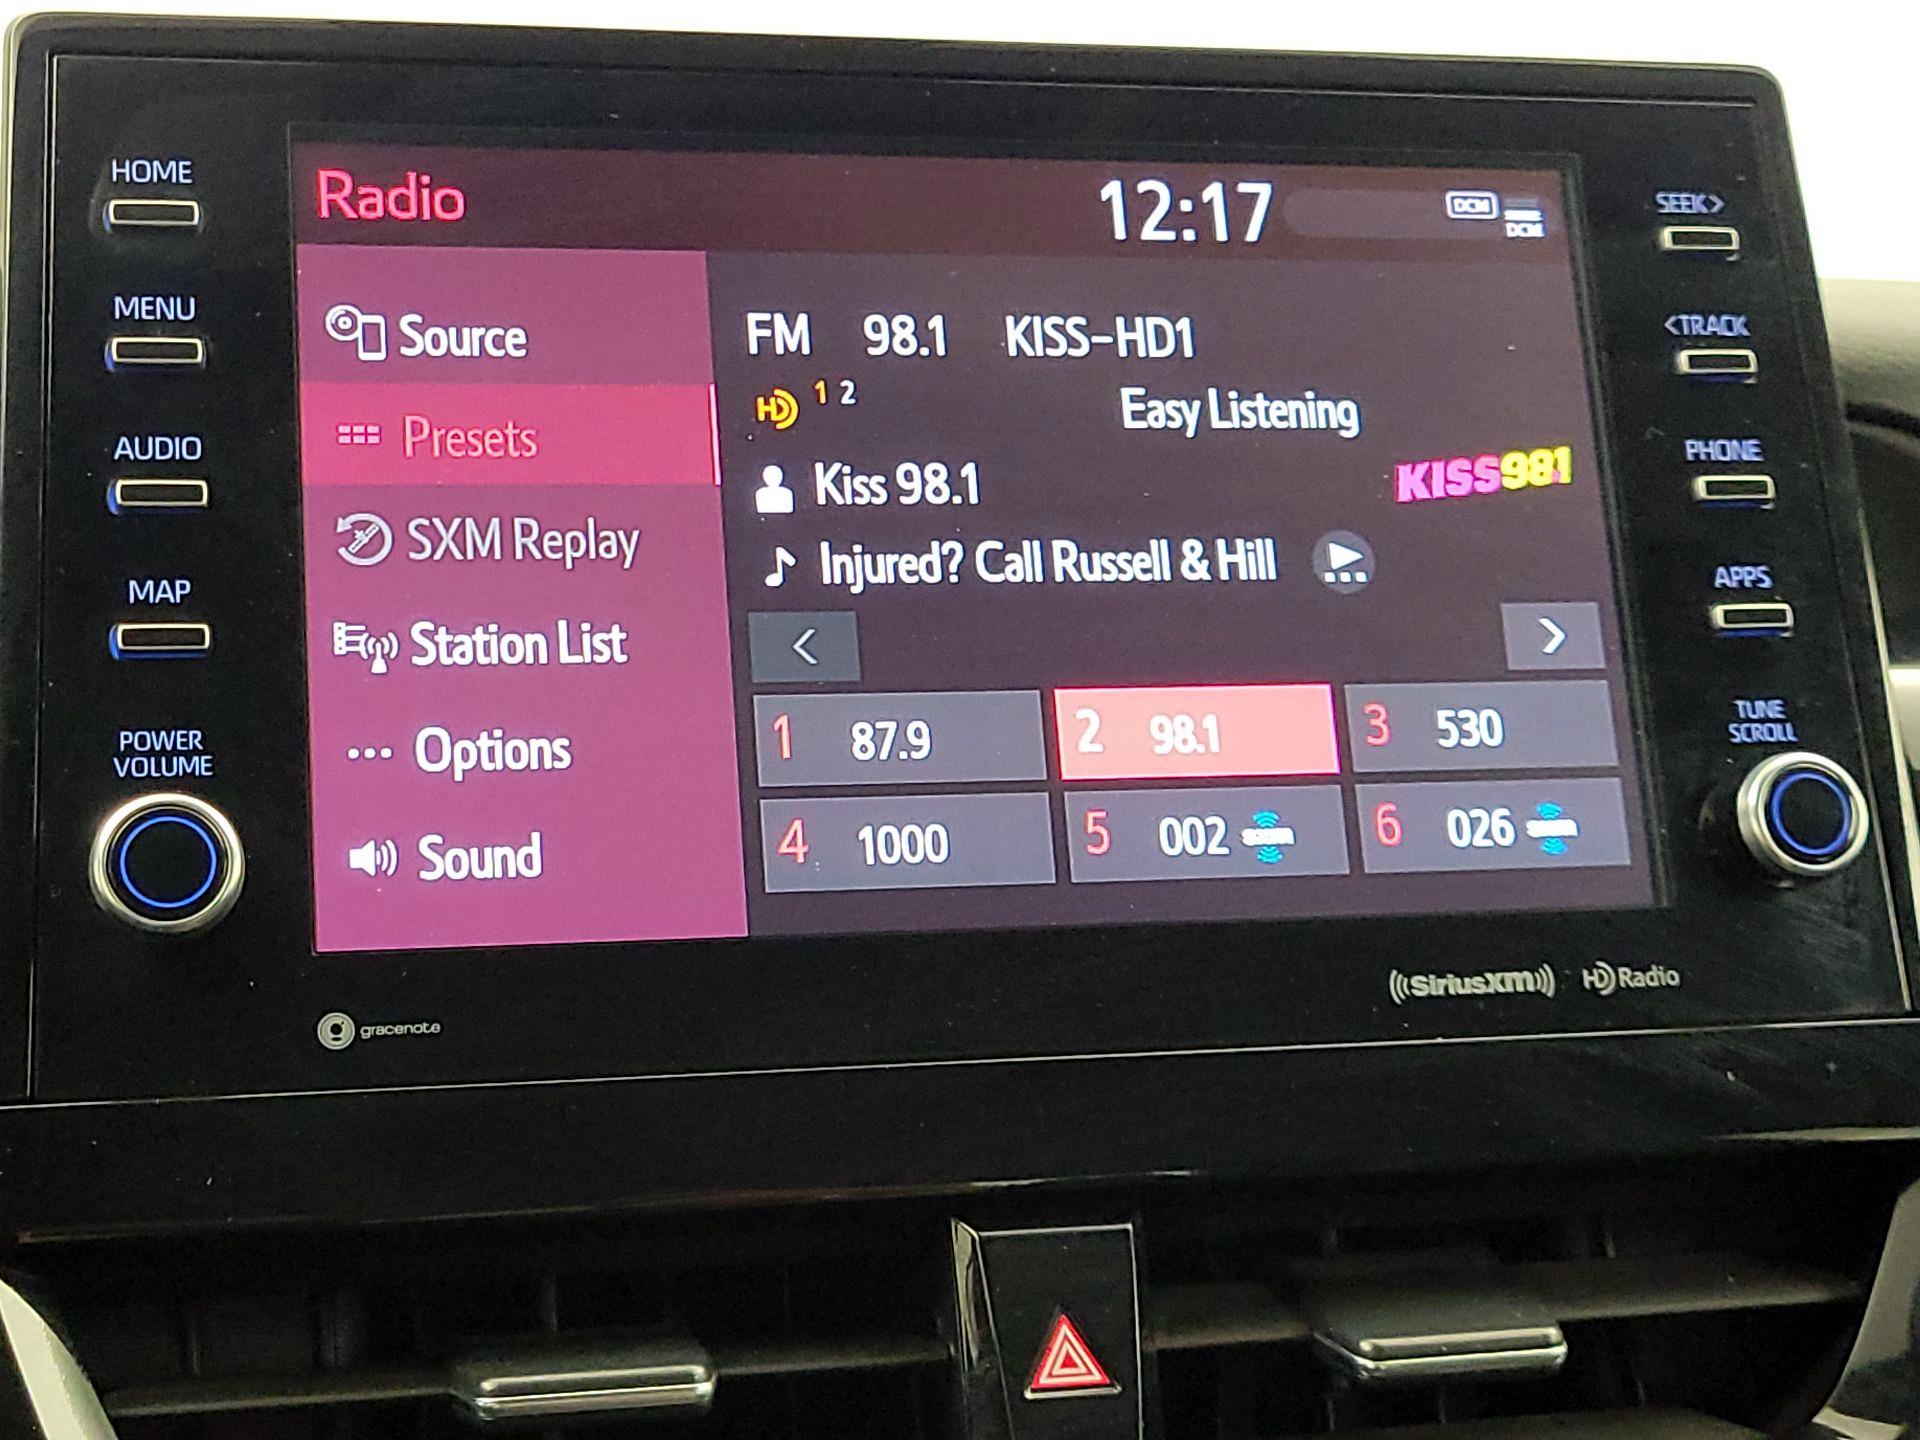 HOME
MENU
AUDIO
MAP
POWER
VOLUME
Radio
12:17
DCM
DCM
Source
Presets
SXM Replay
Station List
Options
Sound
FM 98.1 KISS-HD1
HD 1 2
Easy Listening
Kiss 98.1
KISS981
Injured? Call Russell & Hill
<
>
1 87.9
2 98.1
3 530
4 1000
5 002
6 026
SEEK>
<TRACK
PHONE
APPS
TUNE
SCROLL
gracenote
((SiriusXM))
HD Radio